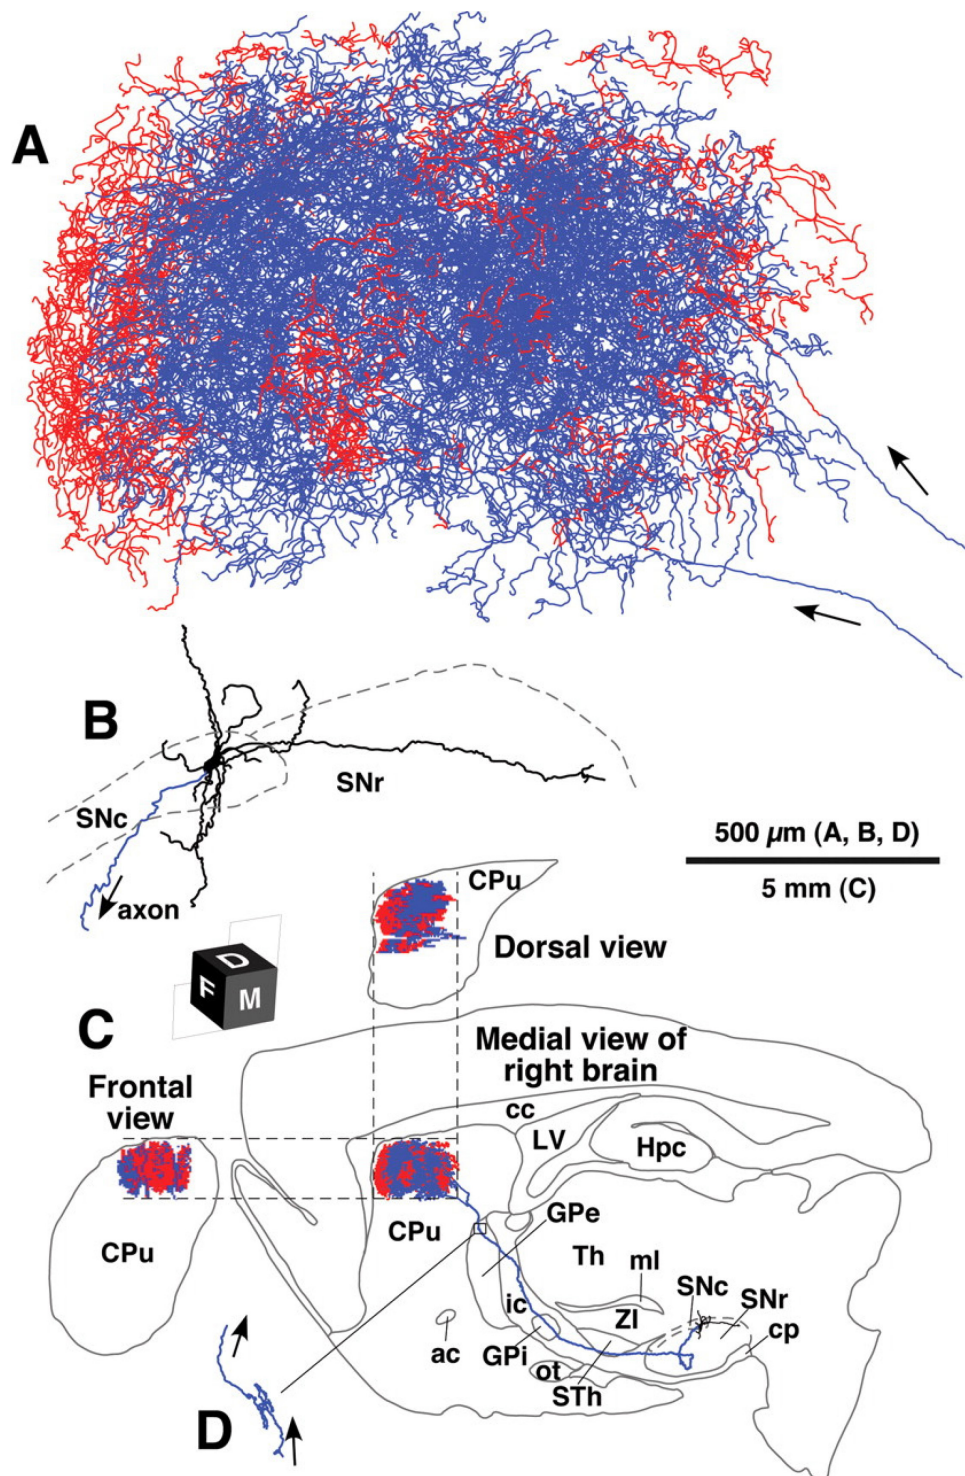 A
B
SNr
SNc
axon
500 µm (A, B, D)
5 mm (C)
CPu
Dorsal view
D
F
M
C
Medial view of
right brain
Frontal
view
cc
LV
Hpc
GPe
CPu
CPu
Th
ml
SNc
SNr
ic
ZI
cp
ac
GPi
ot
STh
D